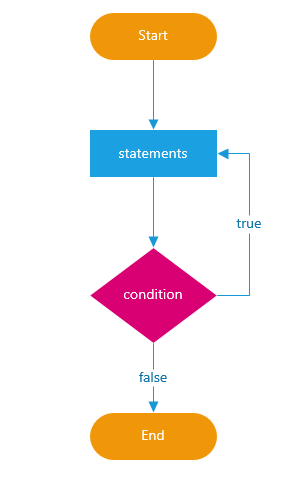 Start
statements
true
condition
false
End